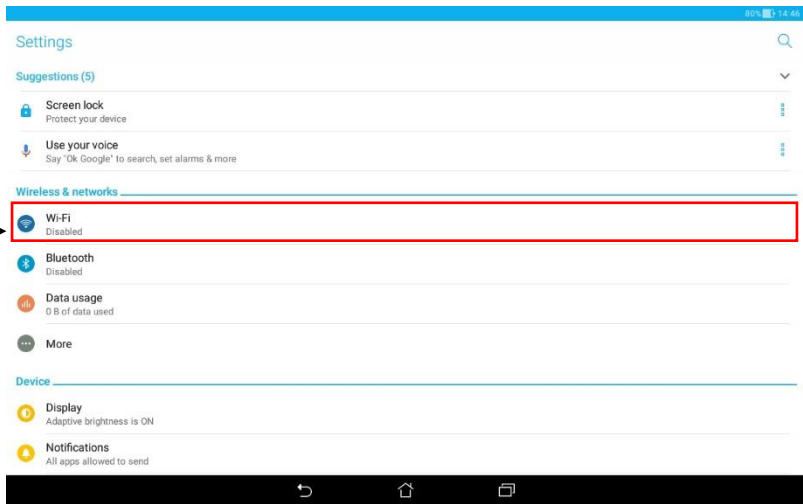 80% 14:46
Settings
Suggestions (5)
Screen lock
Protect your device
Use your voice
Say "Ok Google" to search, set alarms & more
Wireless & networks
Wi-Fi
Disabled
Bluetooth
Disabled
Data usage
0 B of data used
More
Device
Display
Adaptive brightness is ON
Notifications
All apps allowed to send